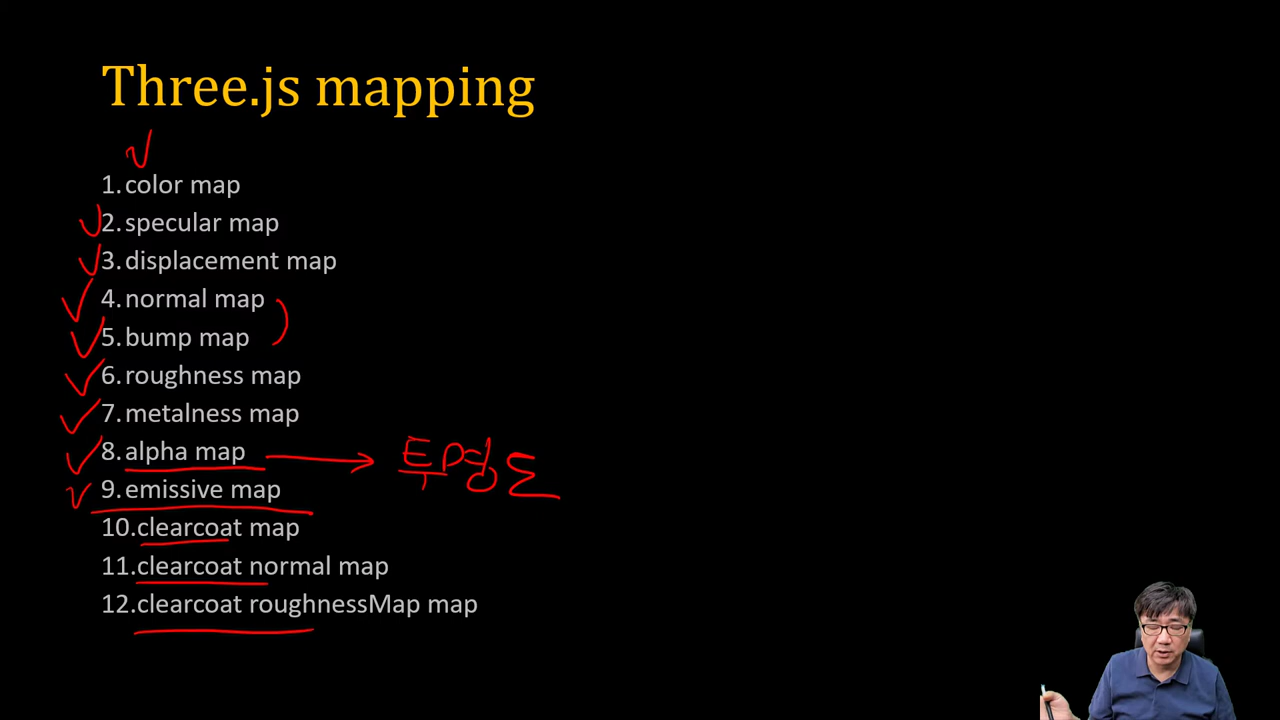 Three.js mapping
1. color map
2. specular map
3. displacement map
4. normal map
5. bump map
6. roughness map
7. metalness map
8. alpha map 투명도
9. emissive map
10.clearcoat map
11.clearcoat normal map
12.clearcoat roughnessMap map